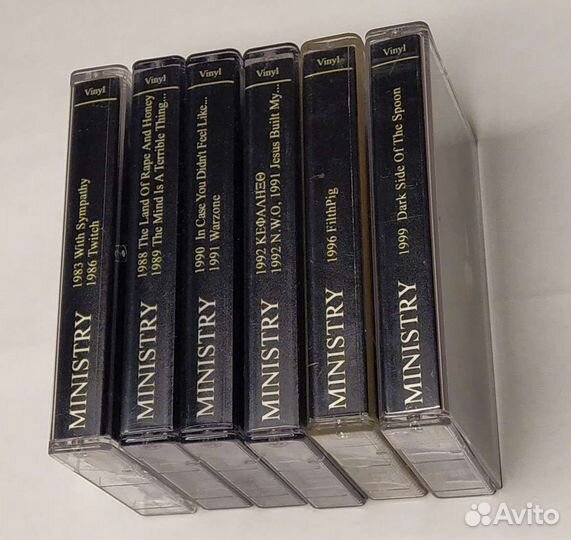 Vinyl
MINISTRY
1983 With Sympathy
1986 Twitch
Vinyl
MINISTRY
1988 The Land Of Rape And Honey
1989 The Mind Is A Terrible Thing...
Vinyl
MINISTRY
1990 In Case You Didn't Feel Like...
1991 Warzone
Vinyl
MINISTRY
1992 ΚΕΦΑΛΗΞΘ
1992 N.W.O, 1991 Jesus Built My...
Vinyl
MINISTRY
1996 FilthPig
Vinyl
MINISTRY
1999 Dark Side Of The Spoon
Avito